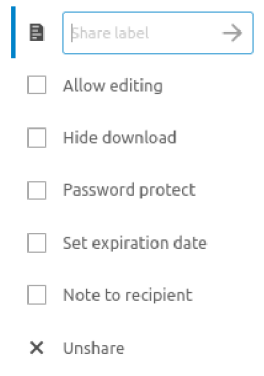 Share label
Allow editing
Hide download
Password protect
Set expiration date
Note to recipient
Unshare